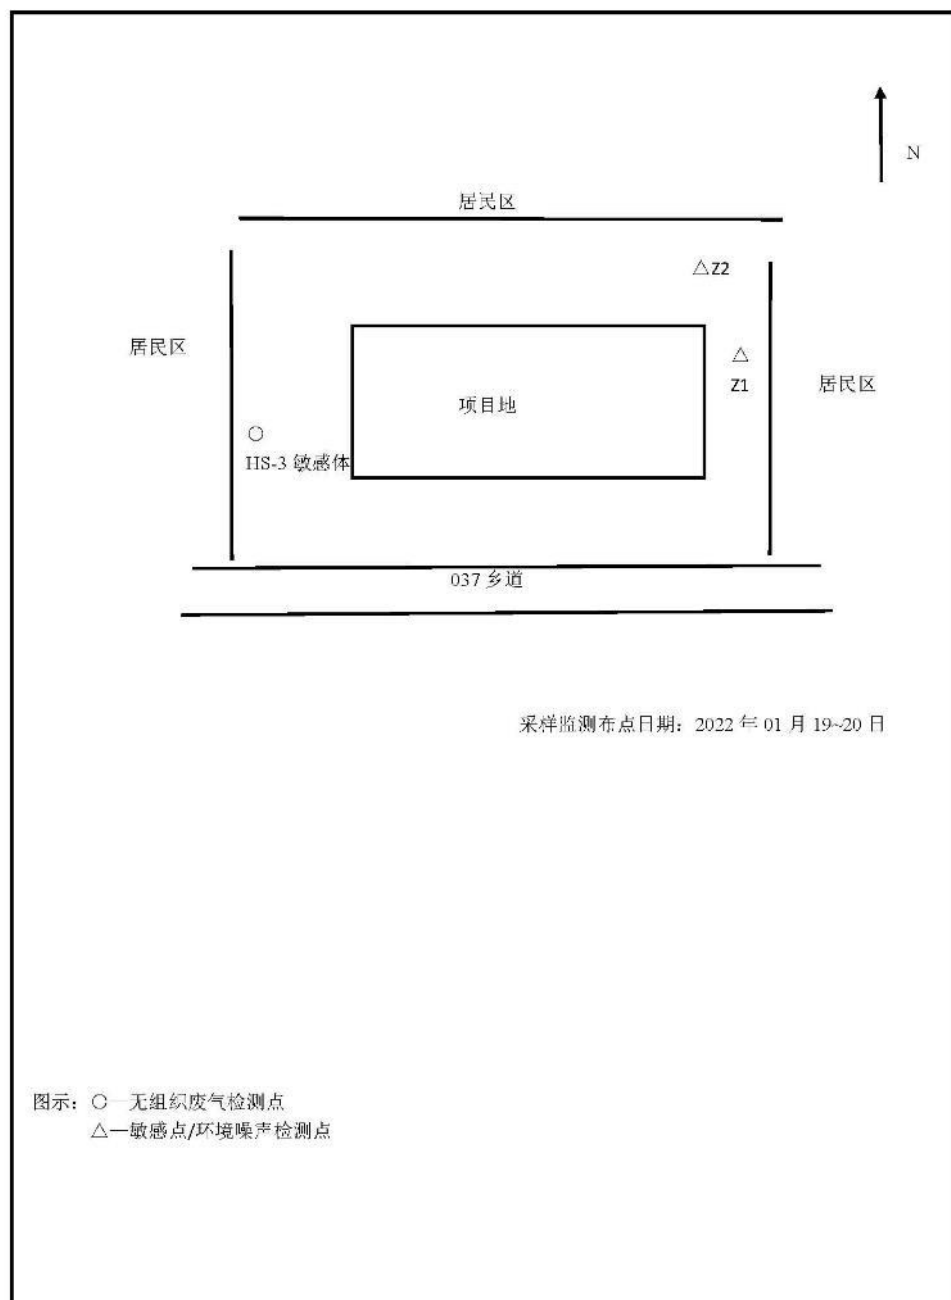 N
居民区
△Z2
居民区
△
Z1
居民区
项目地
○
HS-3 敏感体
037 乡道
采样监测布点日期：2022 年 01 月 19~20 日
图示：○—无组织废气检测点
△—敏感点/环境噪声检测点